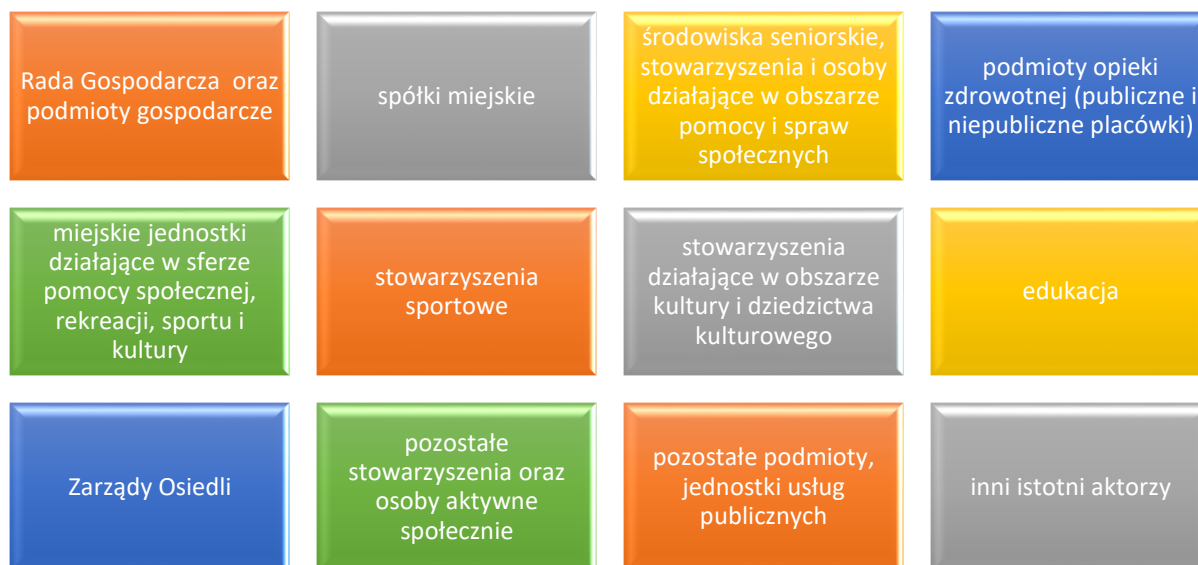 Rada Gospodarcza oraz
podmioty gospodarcze
spółki miejskie
środowiska seniorskie,
stowarzyszenia i osoby
działające w obszarze
pomocy i spraw
społecznych
podmioty opieki
zdrowotnej (publiczne i
niepubliczne placówki)
miejskie jednostki
działające w sferze
pomocy społecznej,
rekreacji, sportu i
kultury
stowarzyszenia
sportowe
stowarzyszenia
działające w obszarze
kultury i dziedzictwa
kulturowego
edukacja
Zarządy Osiedli
pozostałe
stowarzyszenia oraz
osoby aktywne
społecznie
pozostałe podmioty,
jednostki usług
publicznych
inni istotni aktorzy